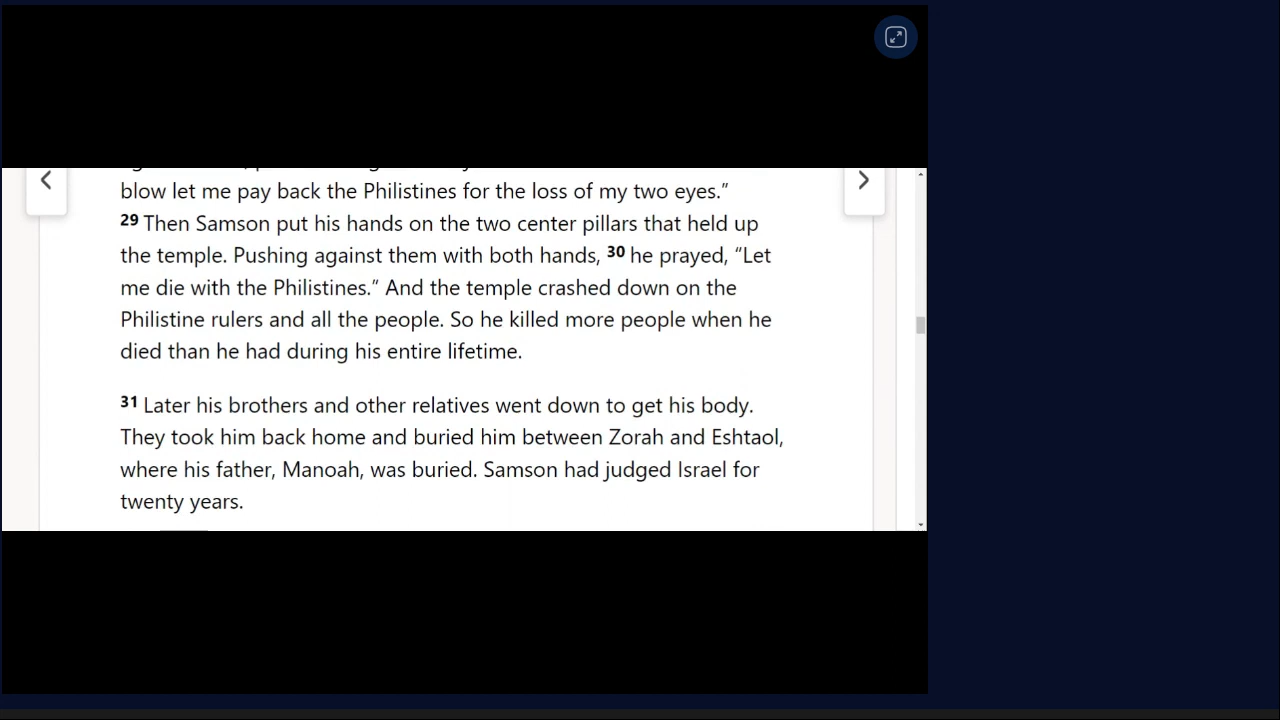 blow let me pay back the Philistines for the loss of my two eyes.”
29 Then Samson put his hands on the two center pillars that held up
the temple. Pushing against them with both hands, 30 he prayed, “Let
me die with the Philistines.” And the temple crashed down on the
Philistine rulers and all the people. So he killed more people when he
died than he had during his entire lifetime.
31 Later his brothers and other relatives went down to get his body.
They took him back home and buried him between Zorah and Eshtaol,
where his father, Manoah, was buried. Samson had judged Israel for
twenty years.